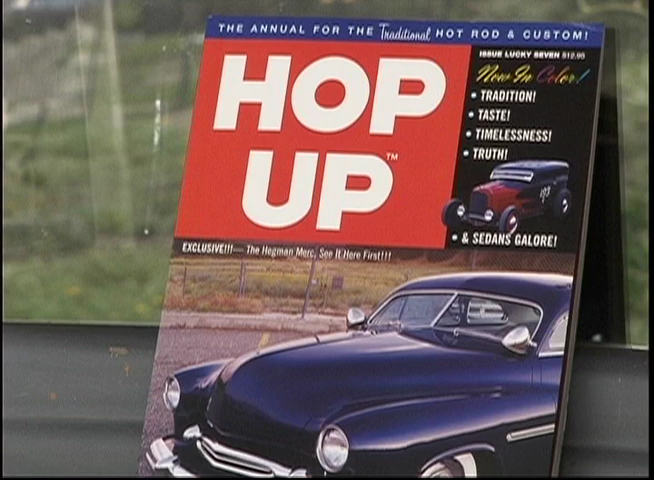 THE ANNUAL FOR THE Traditional HOT ROD & CUSTOM!
ISSUE LUCKY SEVEN $12.95
HOP
UP™
Now In Color!
• TRADITION!
• TASTE!
• TIMELESSNESS!
• TRUTH!
• & SEDANS GALORE!
EXCLUSIVE!!!— The Hegman Merc, See It Here First!!!